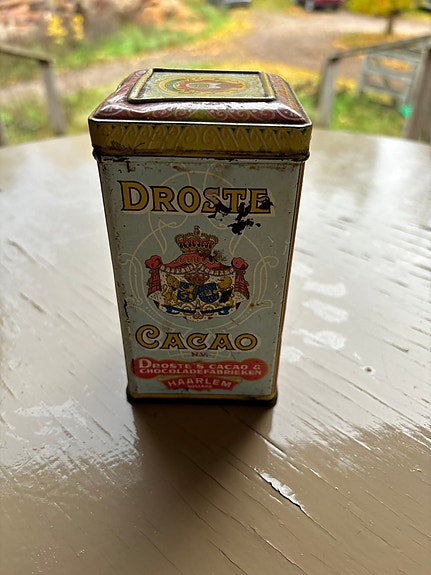 DROSTE
CACAO
N.V.
DROSTE'S CACAO &
CHOCOLADEFABRIEKEN
HAARLEM